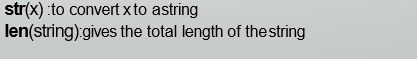 str(x) :to convert x to astring
len(string):gives the total length of thestring